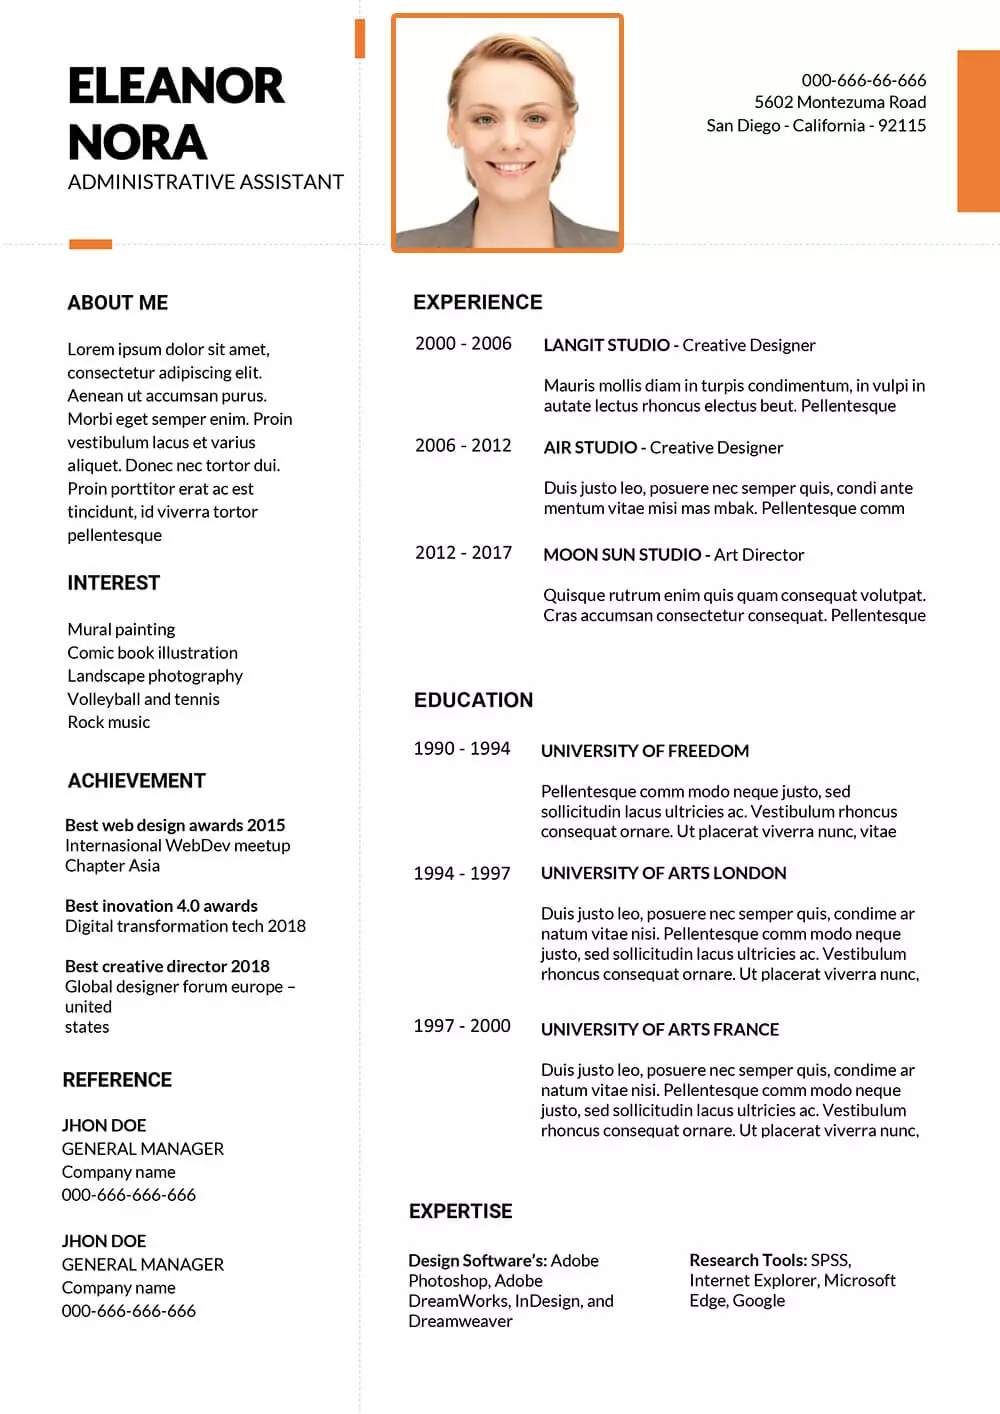 ELEANOR
NORA
ADMINISTRATIVE ASSISTANT
000-666-66-666
5602 Montezuma Road
San Diego - California - 92115
ABOUT ME
Lorem ipsum dolor sit amet,
consectetur adipiscing elit.
Aenean ut accumsan purus.
Morbi eget semper enim. Proin
vestibulum lacus et varius
aliquet. Donec nec tortor dui.
Proin porttitor erat ac est
tincidunt, id viverra tortor
pellentesque
INTEREST
Mural painting
Comic book illustration
Landscape photography
Volleyball and tennis
Rock music
ACHIEVEMENT
Best web design awards 2015
Internasional WebDev meetup
Chapter Asia
Best inovation 4.0 awards
Digital transformation tech 2018
Best creative director 2018
Global designer forum europe –
united
states
REFERENCE
JHON DOE
GENERAL MANAGER
Company name
000-666-666-666
JHON DOE
GENERAL MANAGER
Company name
000-666-666-666
EXPERIENCE
2000 - 2006 LANGIT STUDIO - Creative Designer
Mauris mollis diam in turpis condimentum, in vulpi in
autate lectus rhoncus electus beut. Pellentesque
2006 - 2012 AIR STUDIO - Creative Designer
Duis justo leo, posuere nec semper quis, condi ante
mentum vitae misi mas mbak. Pellentesque comm
2012 - 2017 MOON SUN STUDIO - Art Director
Quisque rutrum enim quis quam consequat volutpat.
Cras accumsan consectetur consequat. Pellentesque
EDUCATION
1990 - 1994 UNIVERSITY OF FREEDOM
Pellentesque comm modo neque justo, sed
sollicitudin lacus ultricies ac. Vestibulum rhoncus
consequat ornare. Ut placerat viverra nunc, vitae
1994 - 1997 UNIVERSITY OF ARTS LONDON
Duis justo leo, posuere nec semper quis, condime ar
natum vitae nisi. Pellentesque comm modo neque
justo, sed sollicitudin lacus ultricies ac. Vestibulum
rhoncus consequat ornare. Ut placerat viverra nunc,
1997 - 2000 UNIVERSITY OF ARTS FRANCE
Duis justo leo, posuere nec semper quis, condime ar
natum vitae nisi. Pellentesque comm modo neque
justo, sed sollicitudin lacus ultricies ac. Vestibulum
rhoncus consequat ornare. Ut placerat viverra nunc,
EXPERTISE
Design Software's: Adobe
Photoshop, Adobe
DreamWorks, InDesign, and
Dreamweaver
Research Tools: SPSS,
Internet Explorer, Microsoft
Edge, Google